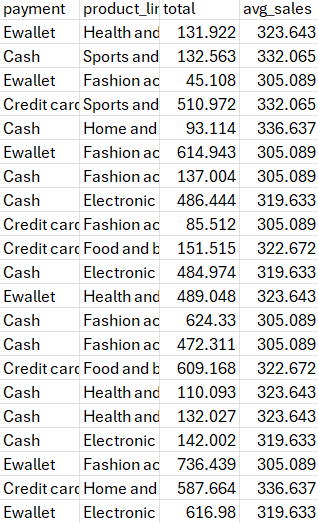 payment product_lir total avg_sales
Ewallet Health and 131.922 323.643
Cash Sports and 132.563 332.065
Ewallet Fashion ac 45.108 305.089
Credit card Sports and 510.972 332.065
Cash Home and 93.114 336.637
Ewallet Fashion ac 614.943 305.089
Cash Fashion ac 137.004 305.089
Cash Electronic 486.444 319.633
Credit card Fashion ac 85.512 305.089
Credit card Food and b 151.515 322.672
Cash Electronic 484.974 319.633
Ewallet Health and 489.048 323.643
Cash Fashion ac 624.33 305.089
Cash Fashion ac 472.311 305.089
Credit card Food and b 609.168 322.672
Cash Health and 110.093 323.643
Cash Health and 132.027 323.643
Cash Electronic 142.002 319.633
Ewallet Fashion ac 736.439 305.089
Credit card Home and 587.664 336.637
Ewallet Electronic 616.98 319.633